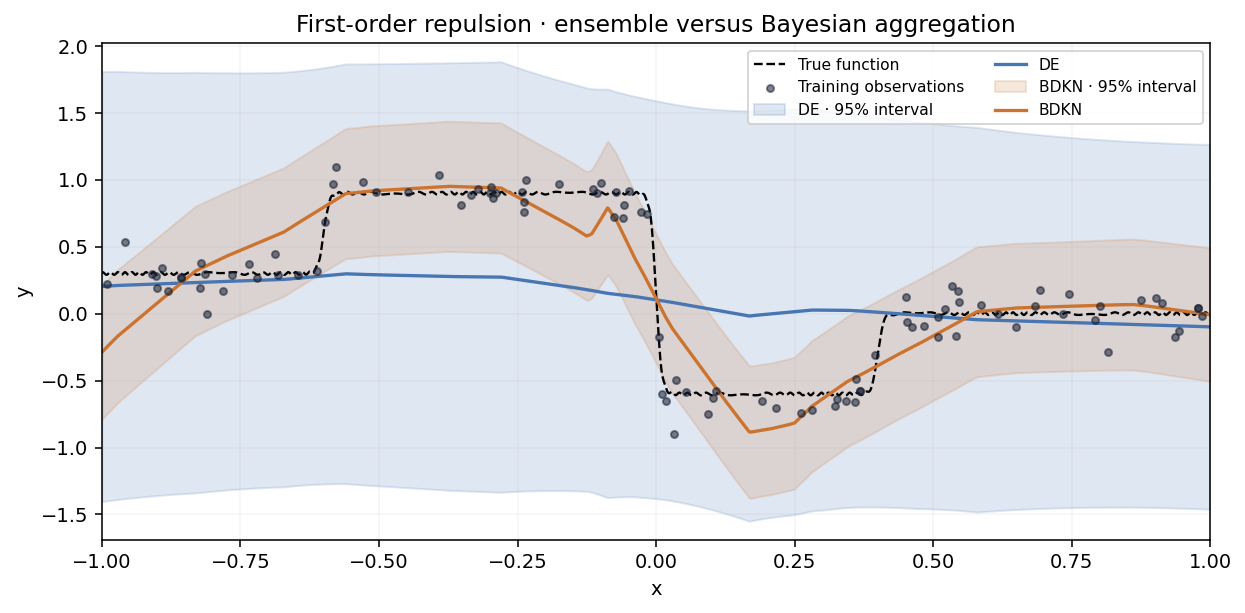 First-order repulsion · ensemble versus Bayesian aggregation
2.0
1.5
1.0
0.5
0.0
−0.5
−1.0
−1.5
y
True function
Training observations
DE · 95% interval
DE
BDKN · 95% interval
BDKN
−1.00
−0.75
−0.50
−0.25
0.00
0.25
0.50
0.75
1.00
x